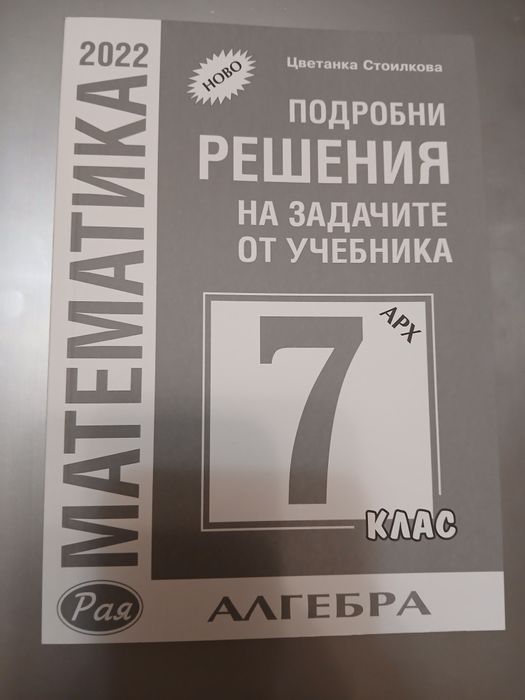 2022
МАТЕМАТИКА
НОВО
Цветанка Стоилкова
ПОДРОБНИ
РЕШЕНИЯ
НА ЗАДАЧИТЕ
ОТ УЧЕБНИКА
АРХ
7
КЛАС
Рая
АЛГЕБРА